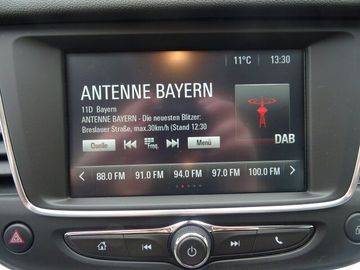 11°C 13:30
ANTENNE BAYERN
11D Bayern
ANTENNE BAYERN - Die neuesten Blitzer:
Breslauer Straße, max.30km/h (Stand 12:30
Quelle Freq. Menü DAB
88.0 FM 91.0 FM 94.0 FM 97.0 FM 100.0 FM